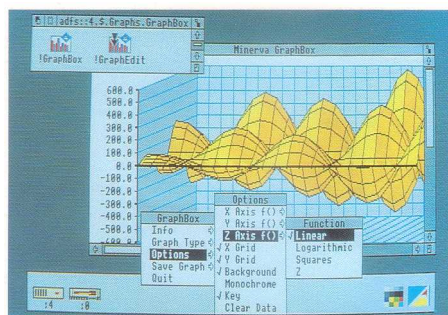 adfs::4.$.Graphs.GraphBox
!GraphBox !GraphEdit
Minerva GraphBox
600.0
500.0
400.0
300.0
200.0
100.0
0.0
-100.0
-200.0
-300.0
-400.0
-500.0
-600.0
GraphBox
Info
Graph Type
Options
Save Graph
Quit
Options
X Axis f()
Y Axis f()
Z Axis f()
X Grid
Y Grid
Background
Monochrome
Key
Clear Data
Function
Linear
Logarithmic
Squares
Z
:4 :0